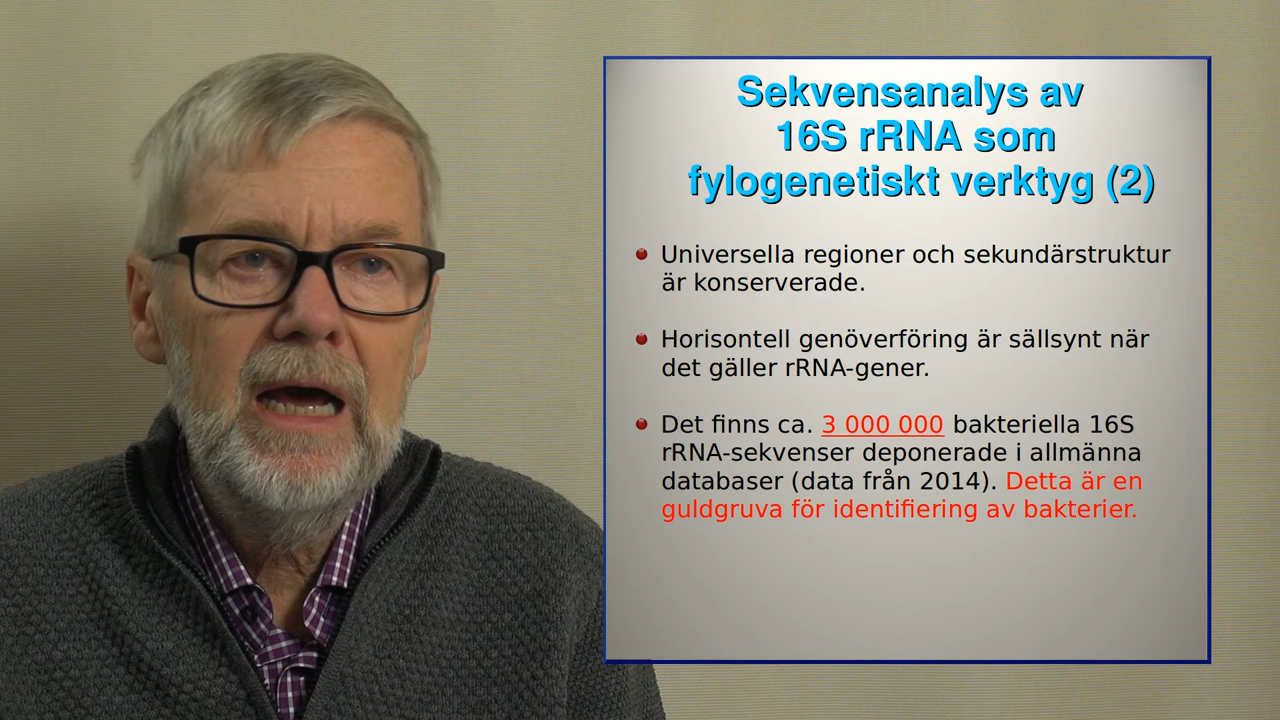 Sekvensanalys av
16S rRNA som
fylogenetiskt verktyg (2)
Universella regioner och sekundärstruktur
är konserverade.
Horisontell genöverföring är sällsynt när
det gäller rRNA-gener.
Det finns ca. 3 000 000 bakteriella 16S
rRNA-sekvenser deponerade i allmänna
databaser (data från 2014). Detta är en
guldgruva för identifiering av bakterier.